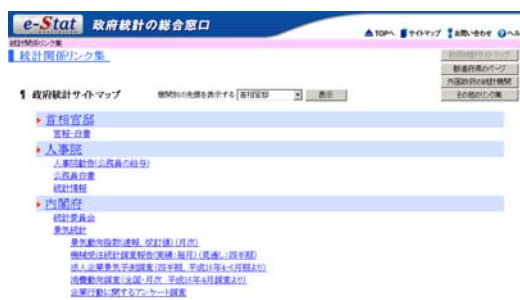 e-Stat 政府統計の総合窓口
▲TOPへ サイトマップ お問い合わせ ヘル
統計関係リンク集
統計関係リンク集
政府統計サイトマップ
都道府県のページ
外国政府の統計機関
その他のリンク集
1 政府統計サイトマップ 機関別の先頭を表示する 首相官邸 表示
首相官邸
官報・白書
人事院
人事院勧告(公務員の給与)
公務員白書
統計情報
内閣府
統計委員会
景気統計
景気動向指数(速報、改訂値)(月次)
機械受注統計調査報告(実績:毎月)(見通し:四半期)
法人企業景気予測調査(四半期、平成16年4-6月期より)
消費動向調査(全国・月次 平成16年4月調査より)
企業行動に関するアンケート調査